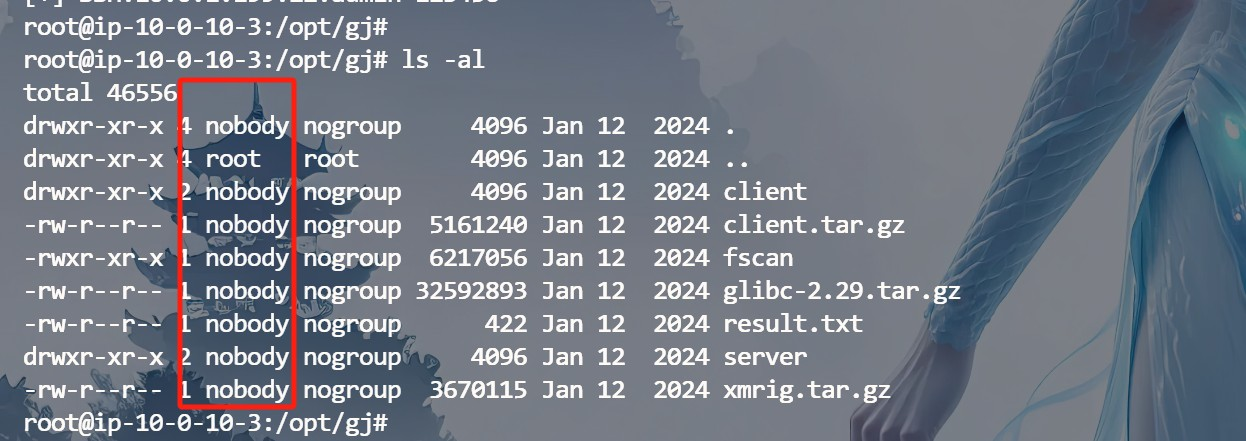 root@ip-10-0-10-3:/opt/gj#
root@ip-10-0-10-3:/opt/gj# ls -al
total 46556
drwxr-xr-x 4 nobody nogroup     4096 Jan 12  2024 .
drwxr-xr-x 4 root   root        4096 Jan 12  2024 ..
drwxr-xr-x 2 nobody nogroup     4096 Jan 12  2024 client
-rw-r--r-- 1 nobody nogroup  5161240 Jan 12  2024 client.tar.gz
-rwxr-xr-x 1 nobody nogroup  6217056 Jan 12  2024 fscan
-rw-r--r-- 1 nobody nogroup 32592893 Jan 12  2024 glibc-2.29.tar.gz
-rw-r--r-- 1 nobody nogroup      422 Jan 12  2024 result.txt
drwxr-xr-x 2 nobody nogroup     4096 Jan 12  2024 server
-rw-r--r-- 1 nobody nogroup  3670115 Jan 12  2024 xmrig.tar.gz
root@ip-10-0-10-3:/opt/gj#